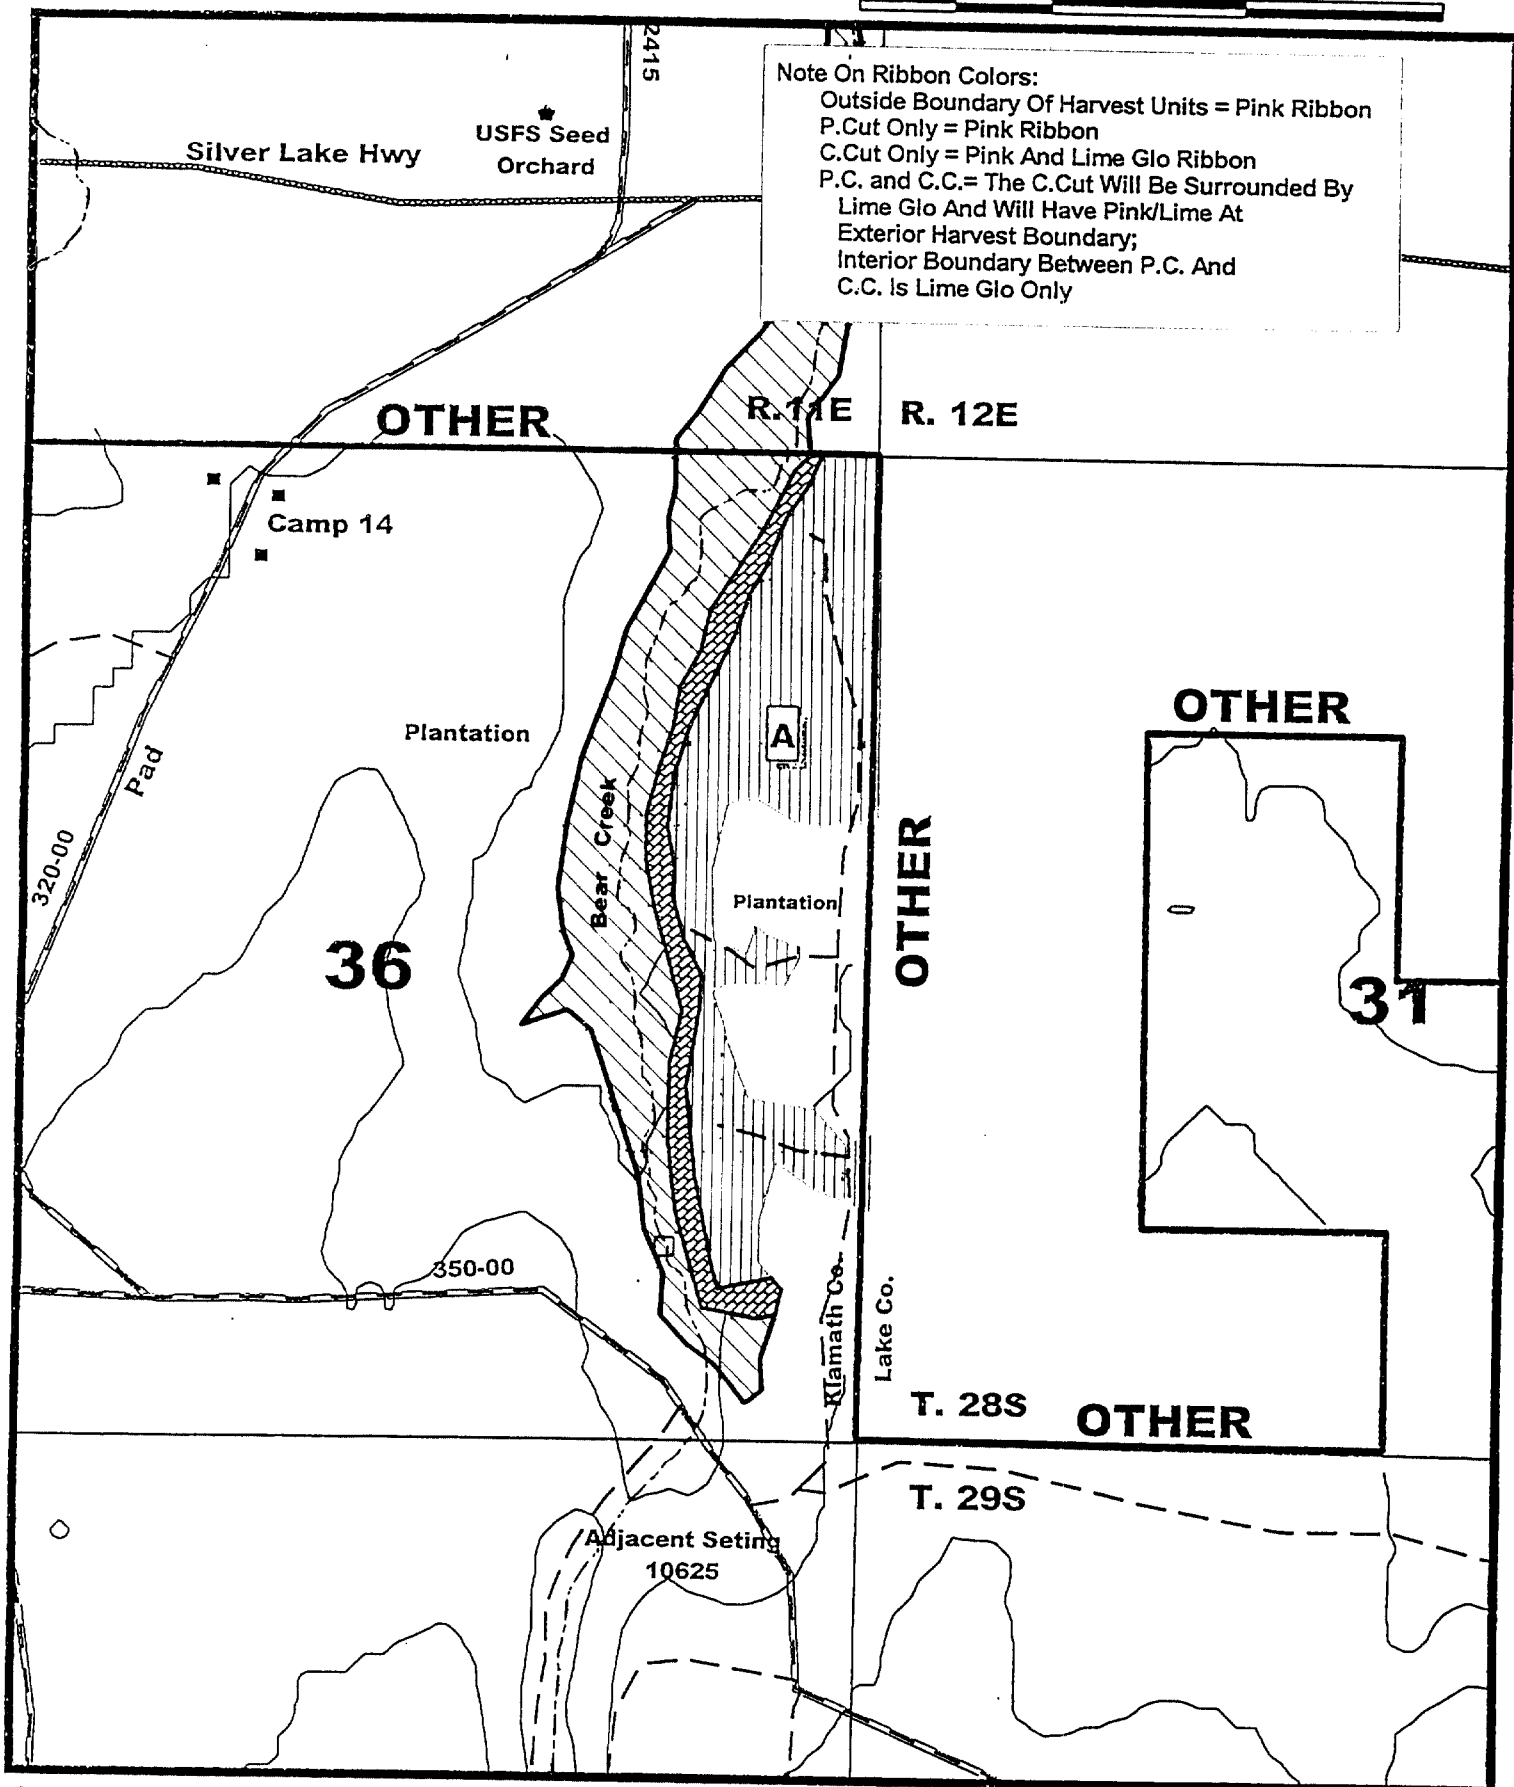 2415
Note On Ribbon Colors:
Outside Boundary Of Harvest Units = Pink Ribbon
P.Cut Only = Pink Ribbon
C.Cut Only = Pink And Lime Glo Ribbon
P.C. and C.C.= The C.Cut Will Be Surrounded By
Lime Glo And Will Have Pink/Lime At
Exterior Harvest Boundary;
Interior Boundary Between P.C. And
C.C. Is Lime Glo Only
USFS Seed
Orchard
Silver Lake Hwy
OTHER
R.11E
R. 12E
Camp 14
OTHER
Plantation
A
Pad
320-00
Bear Creek
Plantation
OTHER
36
31
350-00
Klamath Co.
Lake Co.
T. 28S
OTHER
T. 29S
Adjacent Seting
10625